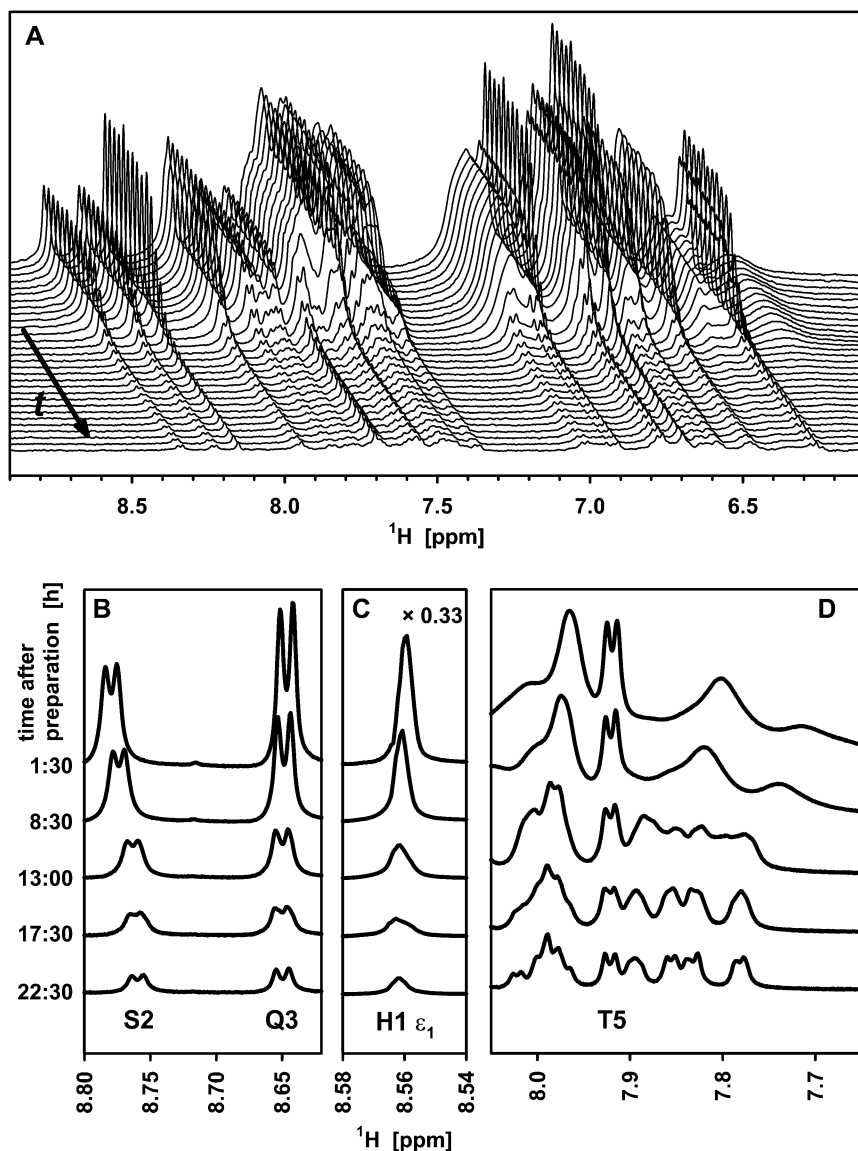 A
t
8.5 8.0 7.5 7.0 6.5
¹H [ppm]
time after
preparation [h]
B
C
× 0.33
D
1:30
8:30
13:00
17:30
22:30
S2
Q3
H1 ε₁
T5
8.80 8.75 8.70 8.65
8.58 8.56 8.54
8.0 7.9 7.8 7.7
¹H [ppm]